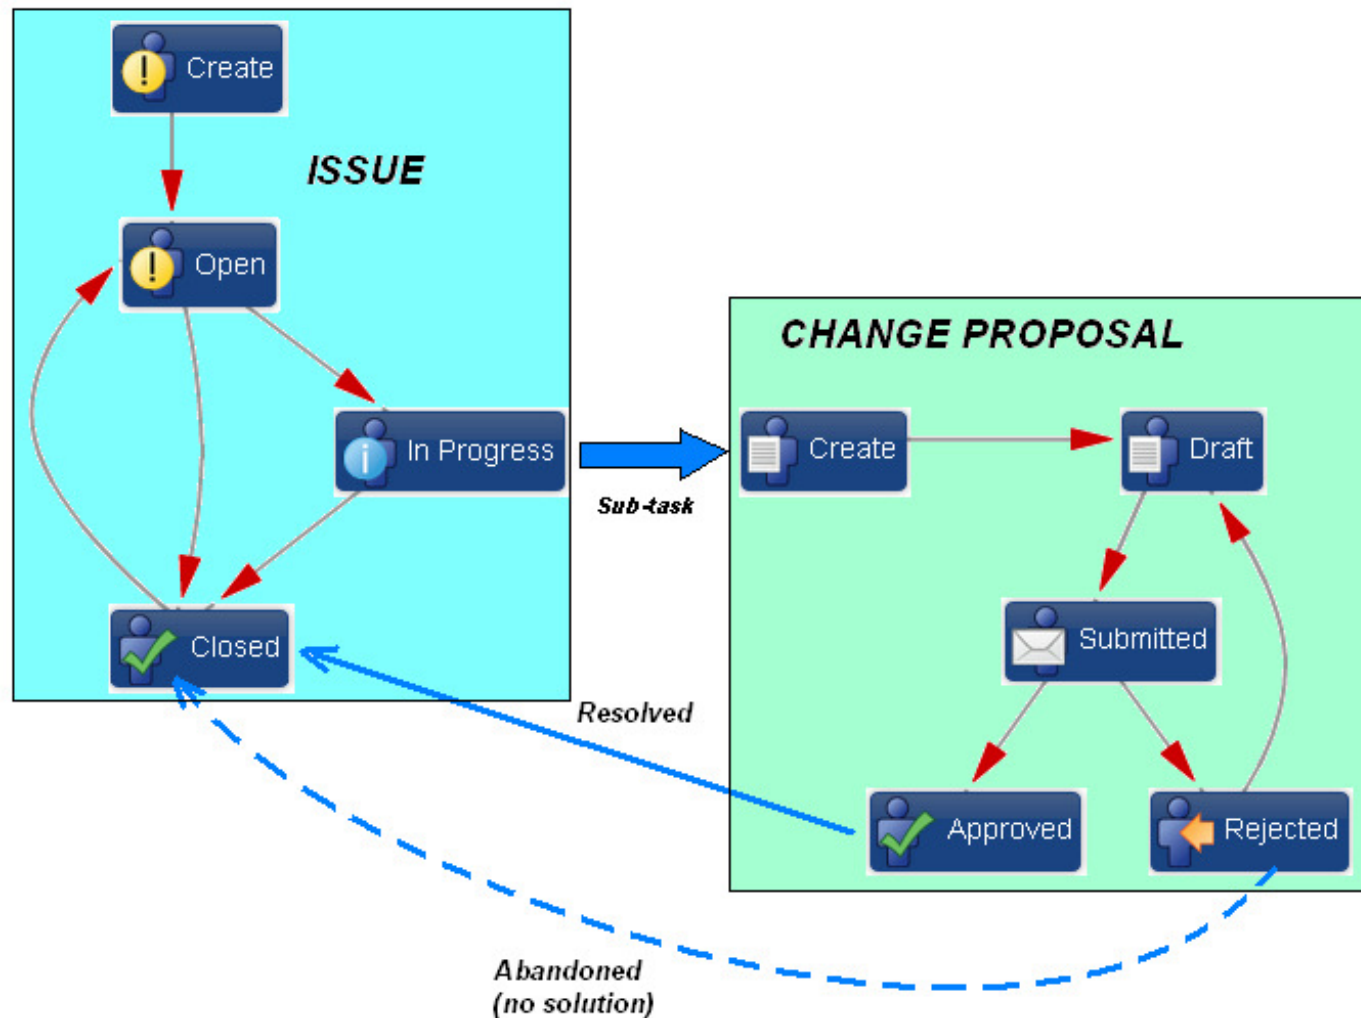 Create
ISSUE
Open
CHANGE PROPOSAL
In Progress
Create
Draft
Sub-task
Closed
Submitted
Resolved
Approved
Rejected
Abandoned
(no solution)